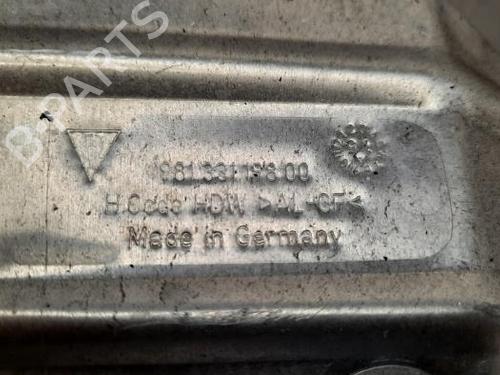 B-PARTS
981.331.198.00
H.Code HDW >AL-GF<
Made in Germany